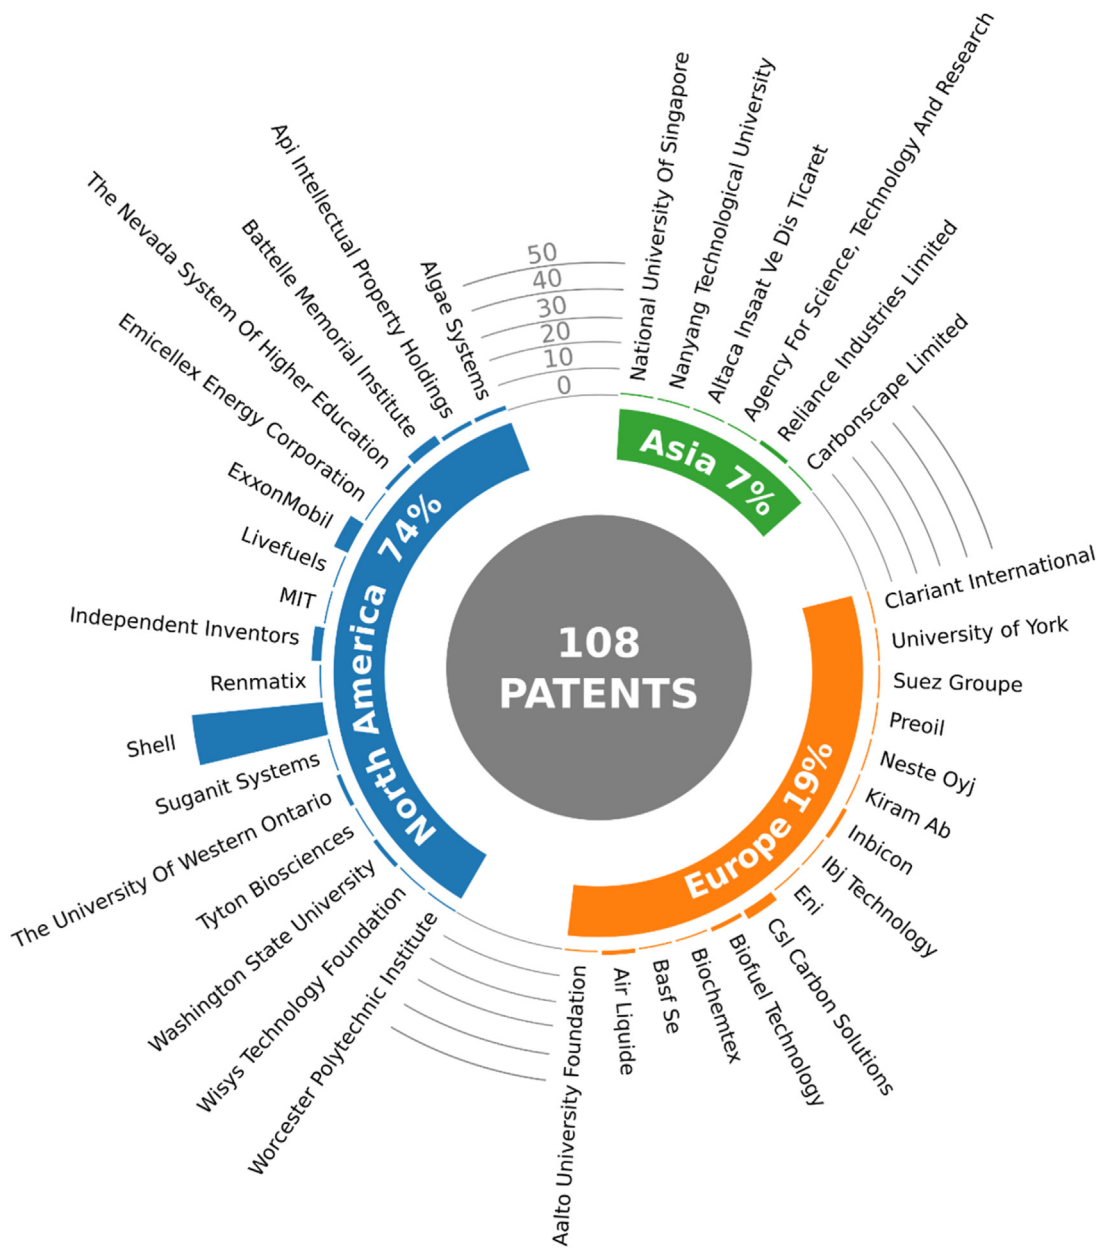 108
PATENTS
Asia 7%
Europe 19%
North America 74%
50
40
30
20
10
0
National University Of Singapore
Nanyang Technological University
Altaca Insaat Ve Dis Ticaret
Agency For Science, Technology And Research
Reliance Industries Limited
Carbonscape Limited
Clariant International
University of York
Suez Groupe
Preoil
Neste Oyj
Kiram Ab
Inbicon
Ibj Technology
Eni
Csl Carbon Solutions
Biofuel Technology
Biochemtex
Basf Se
Air Liquide
Aalto University Foundation
Worcester Polytechnic Institute
Wisys Technology Foundation
Washington State University
Tyton Biosciences
The University Of Western Ontario
Suganit Systems
Shell
Renmatix
Independent Inventors
MIT
Livefuels
ExxonMobil
Emicellex Energy Corporation
The Nevada System Of Higher Education
Battelle Memorial Institute
Api Intellectual Property Holdings
Algae Systems